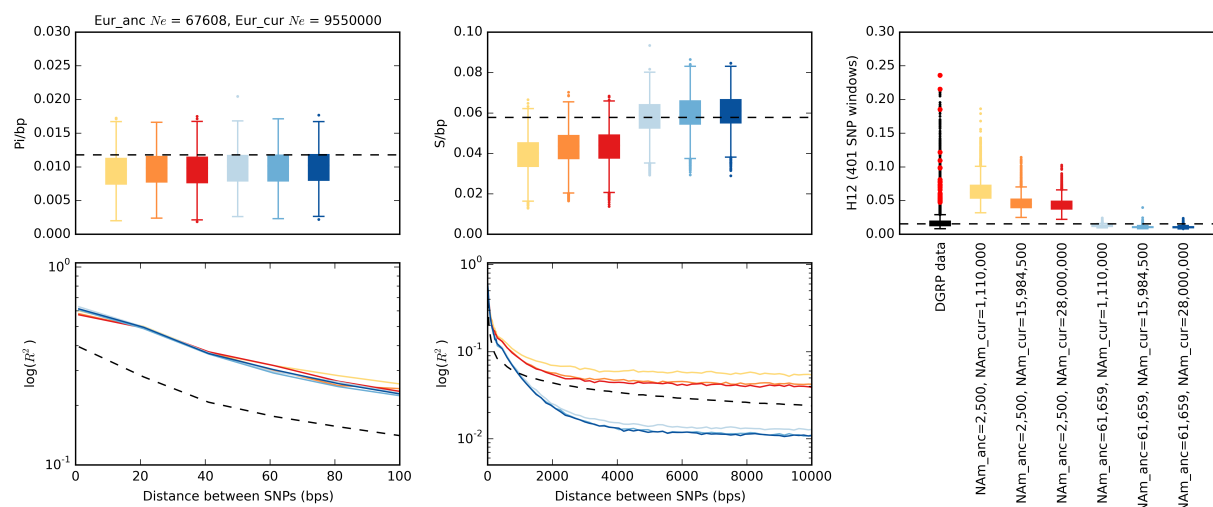 Eur_anc Ne = 67608, Eur_cur Ne = 9550000
0.030
0.025
0.020
0.015
0.010
0.005
0.000
Pi/bp
0.10
0.08
0.06
0.04
0.02
0.00
S/bp
0.30
0.25
0.20
0.15
0.10
0.05
0.00
H12 (401 SNP windows)
DGRP data
NAm_anc=2,500, NAm_cur=1,110,000
NAm_anc=2,500, NAm_cur=15,984,500
NAm_anc=2,500, NAm_cur=28,000,000
NAm_anc=61,659, NAm_cur=1,110,000
NAm_anc=61,659, NAm_cur=15,984,500
NAm_anc=61,659, NAm_cur=28,000,000
10⁰
10⁻¹
log(R² )
0 20 40 60 80 100
Distance between SNPs (bps)
10⁰
10⁻¹
10⁻²
log(R² )
0 2000 4000 6000 8000 10000
Distance between SNPs (bps)